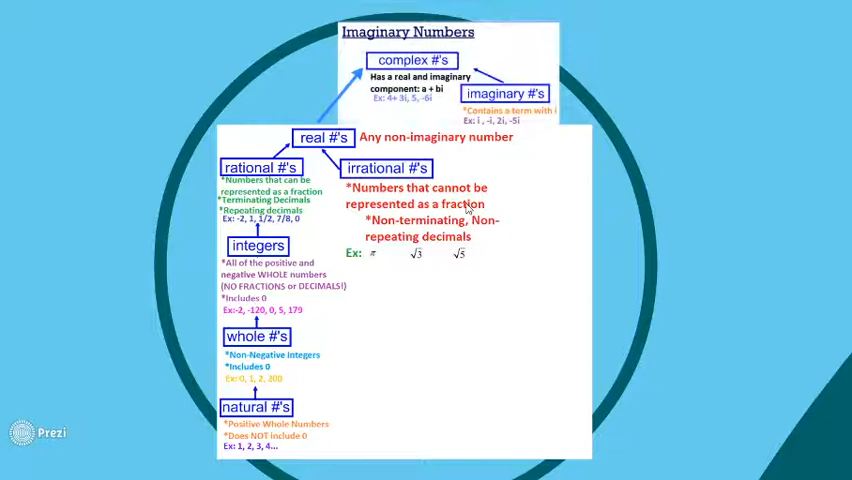 Imaginary Numbers
complex #'s
Has a real and imaginary
component: a + bi
Ex: 4+ 3i, 5, -6i
imaginary #'s
*Contains a term with i
Ex: i , -i, 2i, -5i
real #'s
Any non-imaginary number
rational #'s
*Numbers that can be
represented as a fraction
*Terminating Decimals
*Repeating decimals
Ex: -2, 1, 1/2, 7/8, 0
irrational #'s
*Numbers that cannot be
represented as a fraction
*Non-terminating, Non-
repeating decimals
Ex: π √3 √5
integers
*All of the positive and
negative WHOLE numbers
(NO FRACTIONS or DECIMALS!)
*Includes 0
Ex:-2, -120, 0, 5, 179
whole #'s
*Non-Negative Integers
*Includes 0
Ex: 0, 1, 2, 200
natural #'s
*Positive Whole Numbers
*Does NOT include 0
Ex: 1, 2, 3, 4...
Prezi